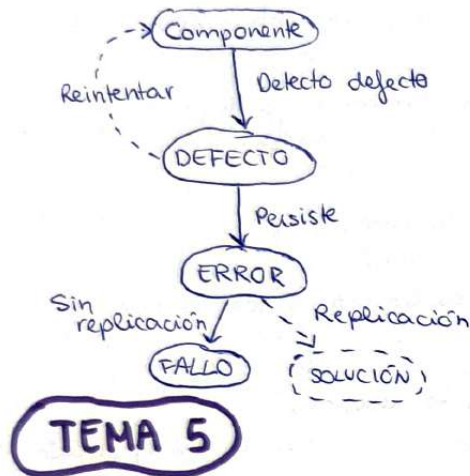 Componente
Detecto defecto
Reintentar
DEFECTO
Persiste
ERROR
Sin
replicación
Replicación
FALLO
SOLUCIÓN
TEMA 5